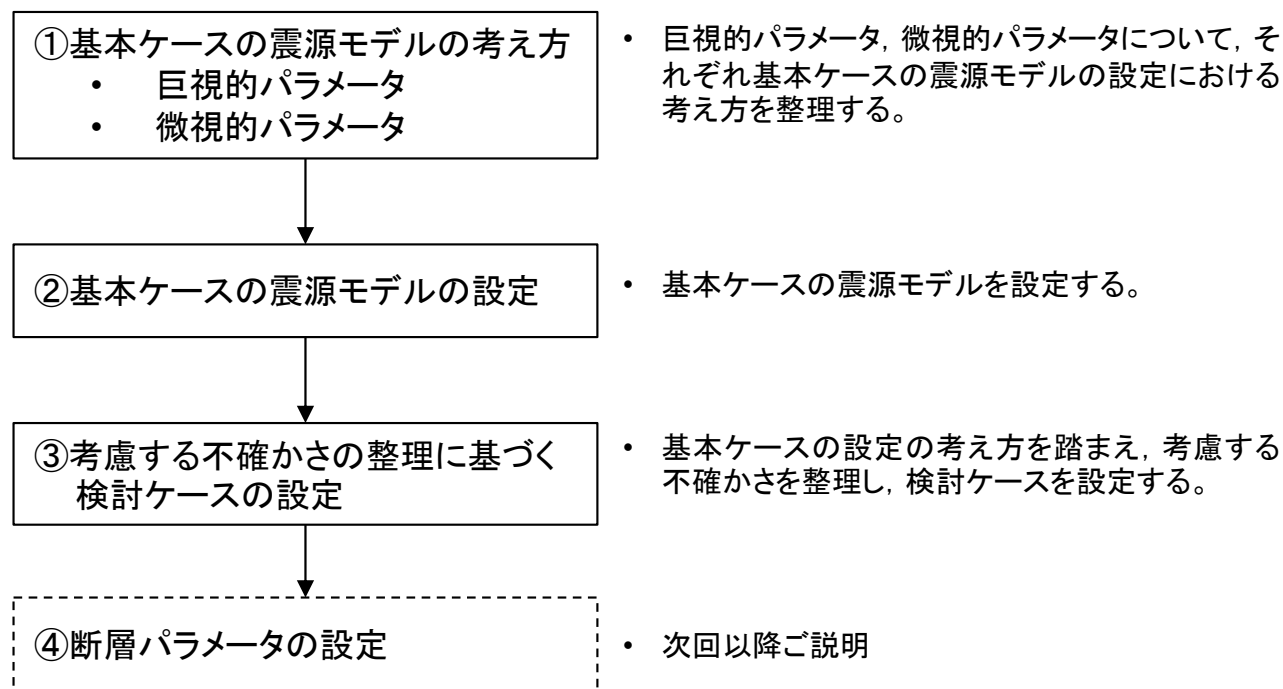 ①基本ケースの震源モデルの考え方
• 巨視的パラメータ
• 微視的パラメータ
• 巨視的パラメータ，微視的パラメータについて，そ
れぞれ基本ケースの震源モデルの設定における
考え方を整理する。
②基本ケースの震源モデルの設定
• 基本ケースの震源モデルを設定する。
③考慮する不確かさの整理に基づく
検討ケースの設定
• 基本ケースの設定の考え方を踏まえ，考慮する
不確かさを整理し，検討ケースを設定する。
④断層パラメータの設定
• 次回以降ご説明